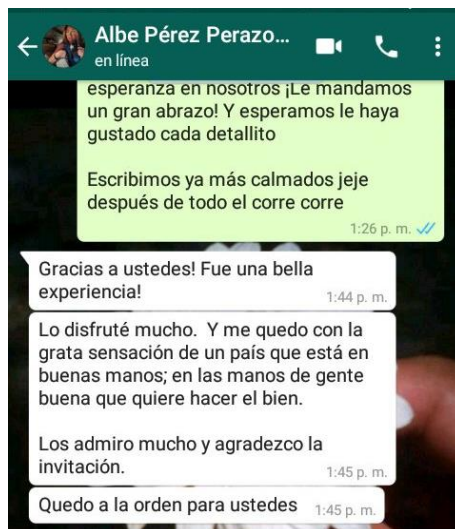 Albe Pérez Perazo...
en línea
esperanza en nosotros ¡Le mandamos
un gran abrazo! Y esperamos le haya
gustado cada detallito
Escribimos ya más calmados jeje
después de todo el corre corre
1:26 p. m.
Gracias a ustedes! Fue una bella
experiencia!
1:44 p. m.
Lo disfruté mucho. Y me quedo con la
grata sensación de un país que está en
buenas manos; en las manos de gente
buena que quiere hacer el bien.
Los admiro mucho y agradezco la
invitación.
1:45 p. m.
Quedo a la orden para ustedes 1:45 p. m.